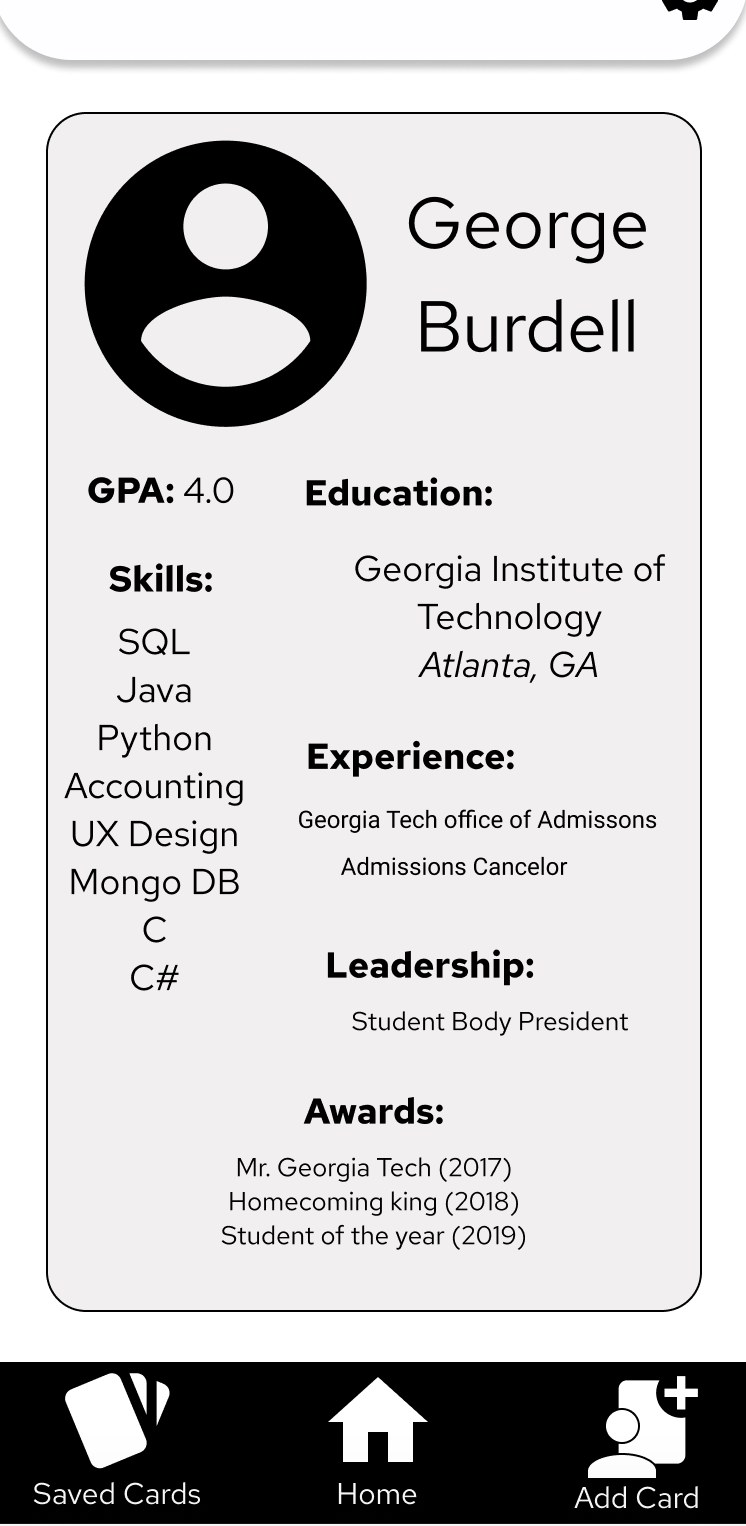 George
Burdell
GPA: 4.0
Skills:
SQL
Java
Python
Accounting
UX Design
Mongo DB
C
C#
Education:
Georgia Institute of
Technology
Atlanta, GA
Experience:
Georgia Tech office of Admissons
Admissions Cancelor
Leadership:
Student Body President
Awards:
Mr. Georgia Tech (2017)
Homecoming king (2018)
Student of the year (2019)
Saved Cards
Home
Add Card